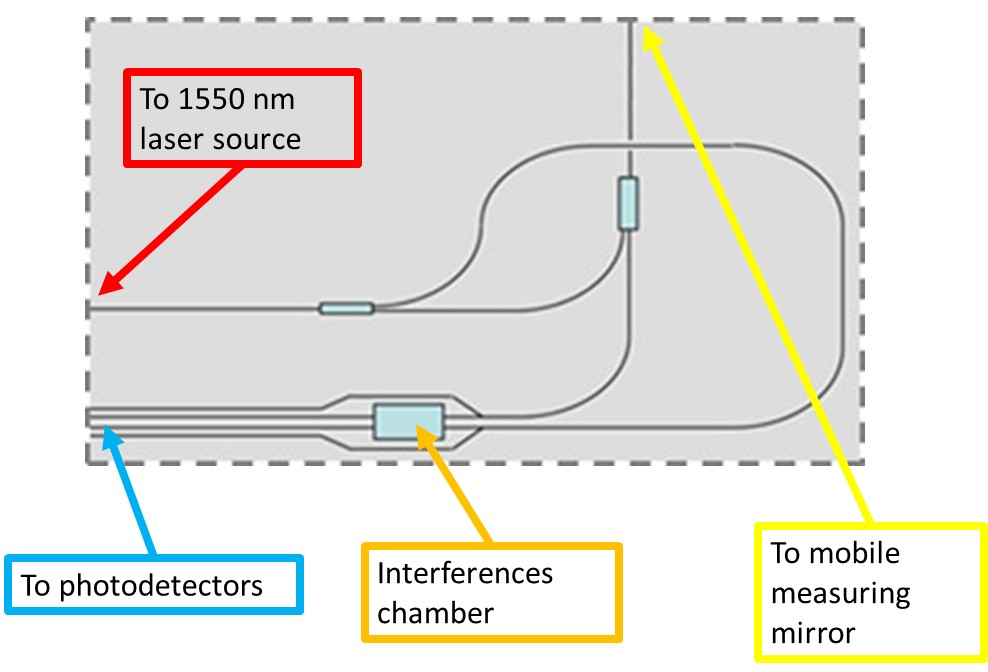 To 1550 nm
laser source
To photodetectors
Interferences
chamber
To mobile
measuring
mirror